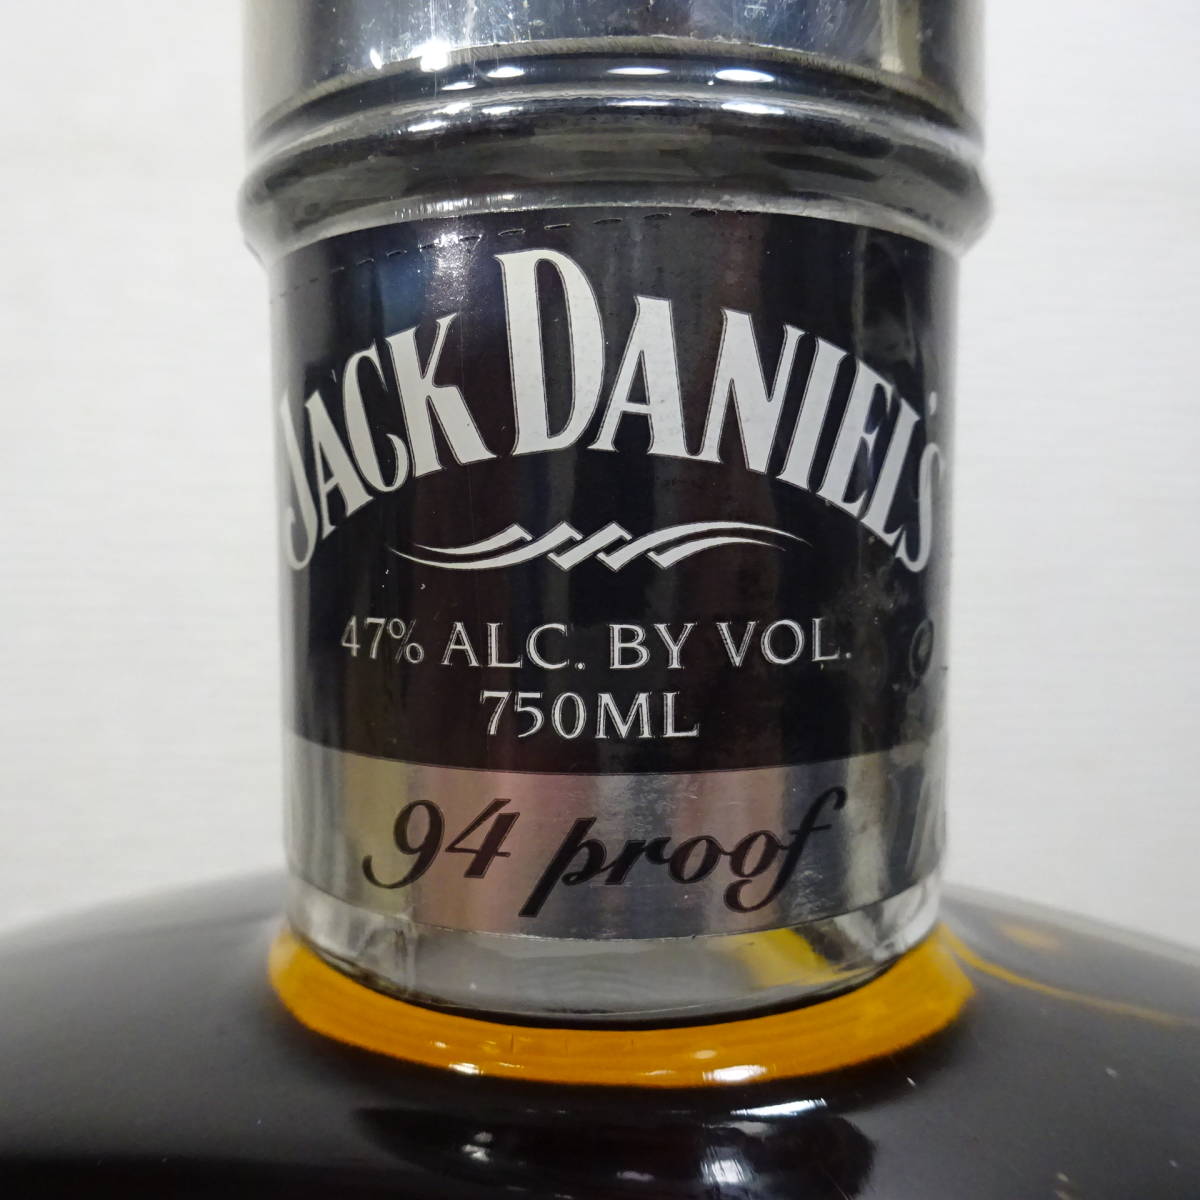 JACK DANIEL'S
47% ALC. BY VOL.
750ML
94 proof